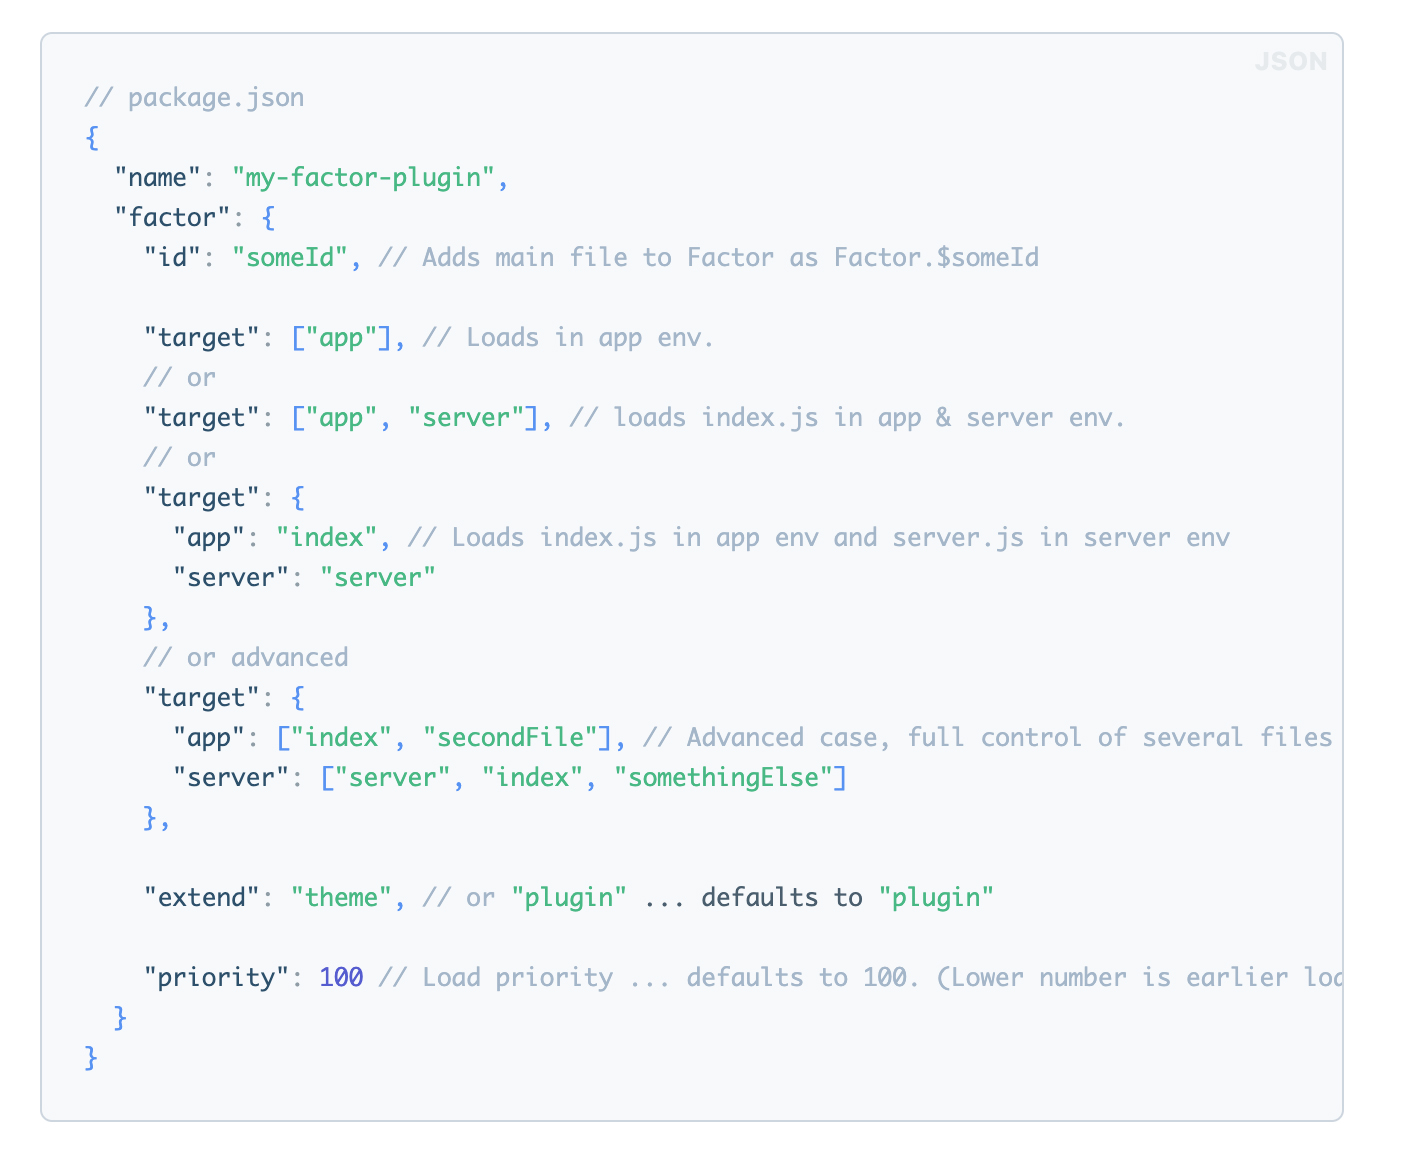 JSON
// package.json
{
  "name": "my-factor-plugin",
  "factor": {
    "id": "someId", // Adds main file to Factor as Factor.$someId

    "target": ["app"], // Loads in app env.
    // or
    "target": ["app", "server"], // loads index.js in app & server env.
    // or
    "target": {
      "app": "index", // Loads index.js in app env and server.js in server env
      "server": "server"
    },
    // or advanced
    "target": {
      "app": ["index", "secondFile"], // Advanced case, full control of several files
      "server": ["server", "index", "somethingElse"]
    },

    "extend": "theme", // or "plugin" ... defaults to "plugin"

    "priority": 100 // Load priority ... defaults to 100. (Lower number is earlier
  }
}